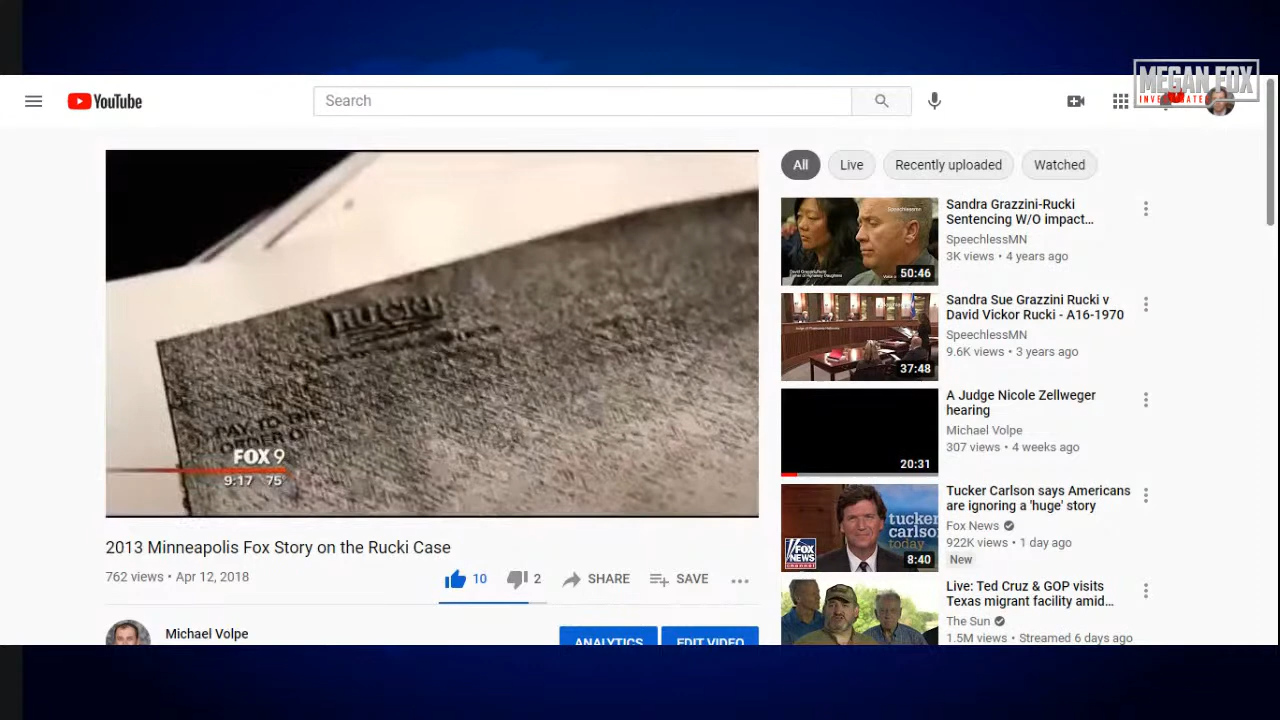 MEGAN FOX
INVESTIGATES
YouTube
Search
RUCKI
PAY TO THE
ORDER OF
FOX 9
9:17 75°
2013 Minneapolis Fox Story on the Rucki Case
762 views • Apr 12, 2018
10
2
SHARE
SAVE
Michael Volpe
ANALYTICS
EDIT VIDEO
All
Live
Recently uploaded
Watched
50:46
Sandra Grazzini-Rucki
Sentencing W/O impact…
SpeechlessMN
3K views • 4 years ago
37:48
Sandra Sue Grazzini Rucki v
David Vickor Rucki - A16-1970
SpeechlessMN
9.6K views • 3 years ago
20:31
A Judge Nicole Zellweger
hearing
Michael Volpe
307 views • 4 weeks ago
tucker
carlson
today
FOX
NEWS
8:40
Tucker Carlson says Americans
are ignoring a 'huge' story
Fox News
922K views • 1 day ago
New
Live: Ted Cruz & GOP visits
Texas migrant facility amid…
The Sun
1.5M views • Streamed 6 days ago